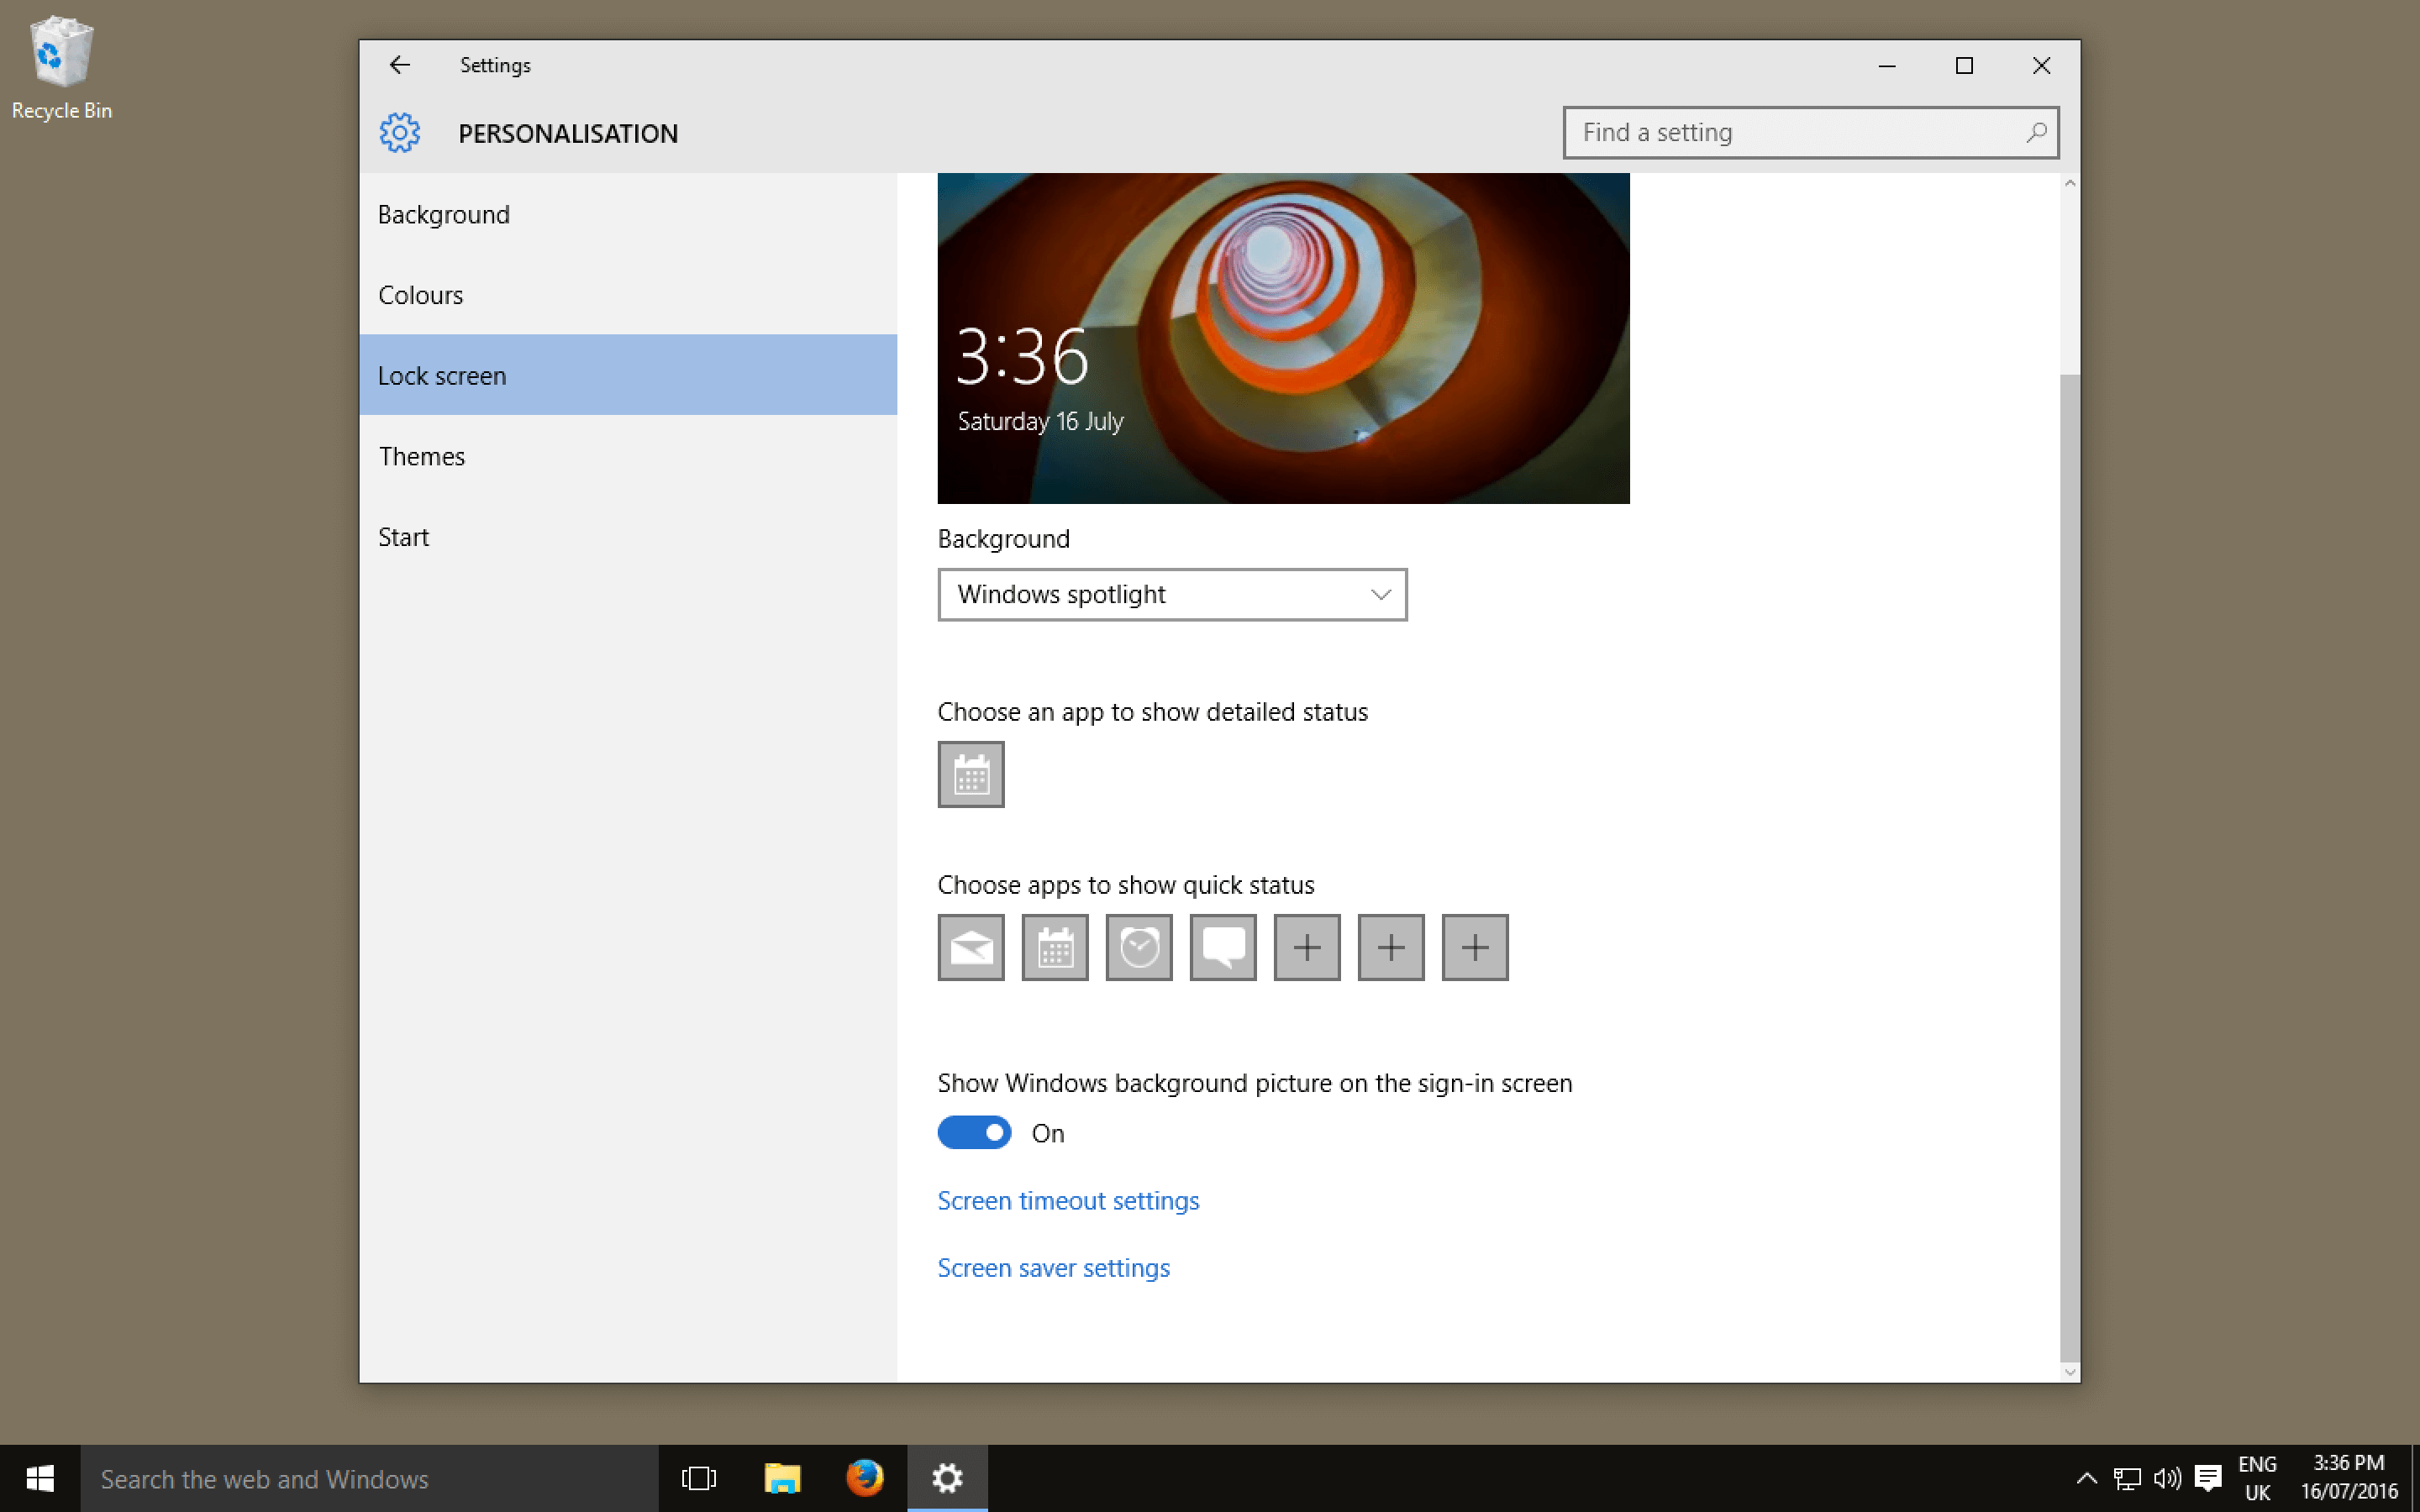 Recycle Bin
Settings
PERSONALISATION
Find a setting
Background
Colours
Lock screen
Themes
Start
3:36
Saturday 16 July
Background
Windows spotlight
Choose an app to show detailed status
Choose apps to show quick status
Show Windows background picture on the sign-in screen
On
Screen timeout settings
Screen saver settings
Search the web and Windows
ENG
UK
3:36 PM
16/07/2016